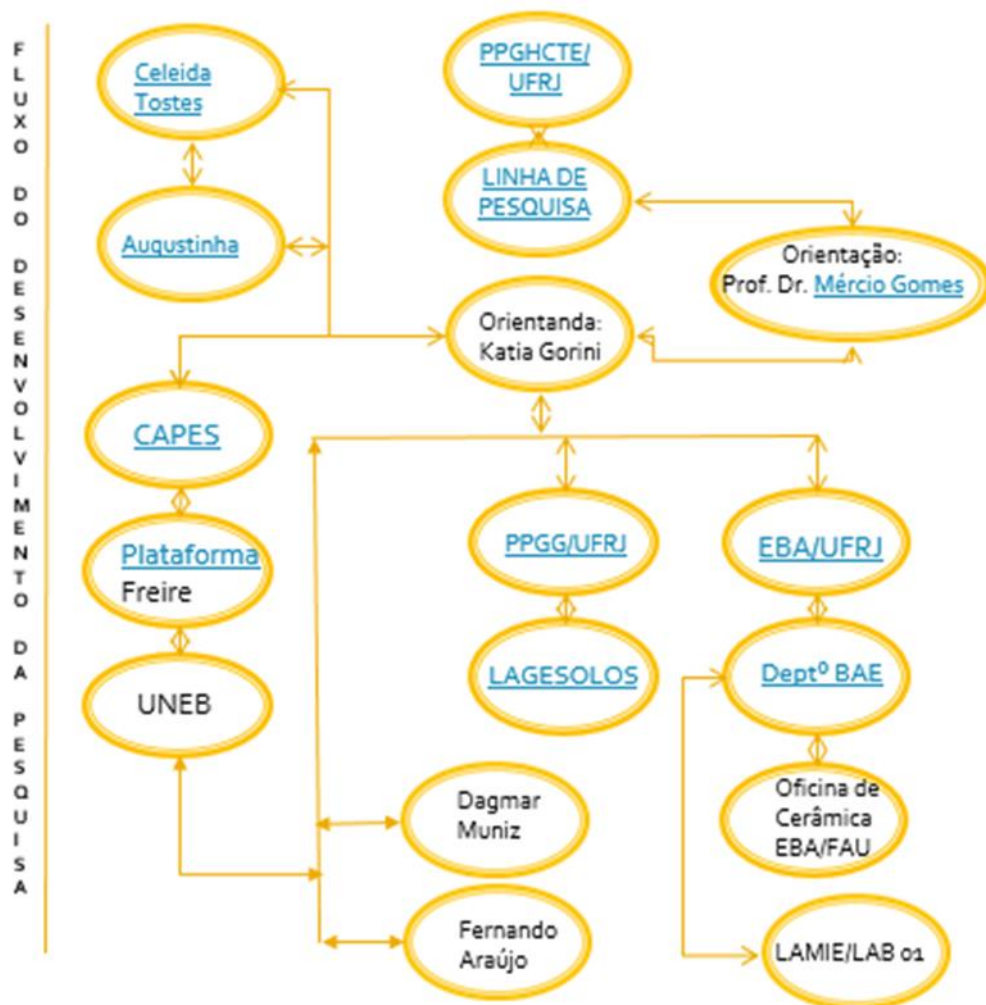 FLUXO DO DESENVOLVIMENTO DA PESQUISA
Celeida
Tostes
PPGHCTE/
UFRJ
LINHA DE
PESQUISA
Augustinha
Orientação:
Prof. Dr. Mércio Gomes
Orientanda:
Katia Gorini
CAPES
Plataforma
Freire
PPGG/UFRJ
EBA/UFRJ
UNEB
LAGESOLOS
Deptº BAE
Dagmar
Muniz
Oficina de
Cerâmica
EBA/FAU
Fernando
Araújo
LAMIE/LAB 01